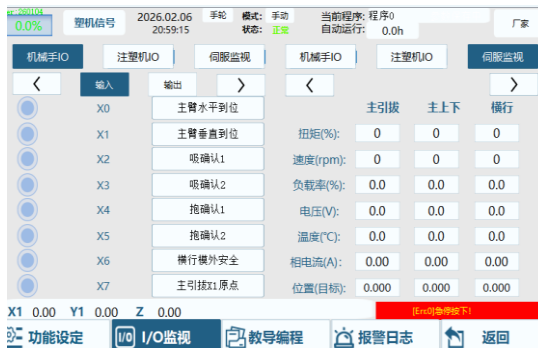 ver:260104
0.0%
塑机信号
2026.02.06
20:59:15
手轮
模式: 手动
状态: 正常
当前程序: 程序0
自动运行: 0.0h
厂家
机械手IO 注塑机IO 伺服监视 机械手IO 注塑机IO 伺服监视
< 输入 输出 > < >
X0 主臂水平到位
X1 主臂垂直到位
X2 吸确认1
X3 吸确认2
X4 抱确认1
X5 抱确认2
X6 横行模外安全
X7 主引拔X1原点
主引拔 主上下 横行
扭矩(%): 0 0 0
速度(rpm): 0 0 0
负载率(%): 0.0 0.0 0.0
电压(V): 0.0 0.0 0.0
温度(℃): 0.0 0.0 0.0
相电流(A): 0.00 0.00 0.00
位置(目标): 0.000 0.000 0.000
X1 0.00 Y1 0.00 Z 0.00
[Err0]急停按下!
功能设定 I/O I/O监视 教导编程 报警日志 返回